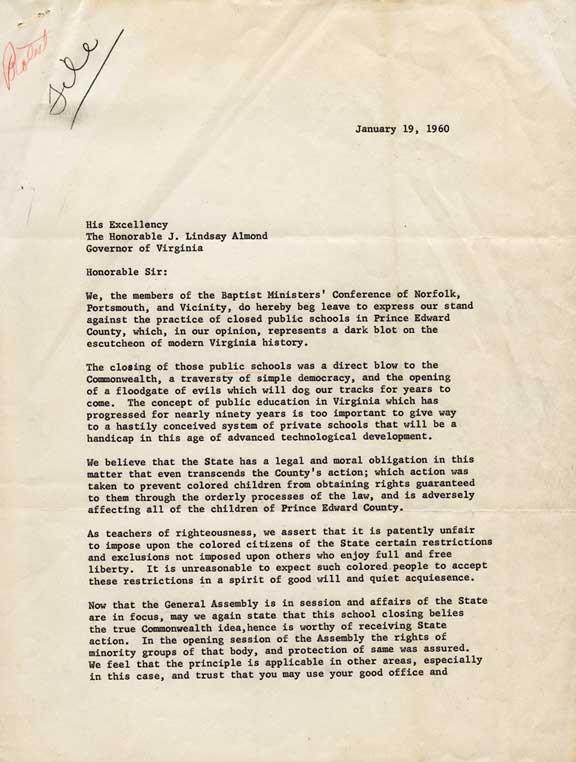 Protest
File
January 19, 1960
His Excellency
The Honorable J. Lindsay Almond
Governor of Virginia
Honorable Sir:
We, the members of the Baptist Ministers' Conference of Norfolk,
Portsmouth, and Vicinity, do hereby beg leave to express our stand
against the practice of closed public schools in Prince Edward
County, which, in our opinion, represents a dark blot on the
escutcheon of modern Virginia history.
The closing of those public schools was a direct blow to the
Commonwealth, a traversty of simple democracy, and the opening
of a floodgate of evils which will dog our tracks for years to
come. The concept of public education in Virginia which has
progressed for nearly ninety years is too important to give way
to a hastily conceived system of private schools that will be a
handicap in this age of advanced technological development.
We believe that the State has a legal and moral obligation in this
matter that even transcends the County's action; which action was
taken to prevent colored children from obtaining rights guaranteed
to them through the orderly processes of the law, and is adversely
affecting all of the children of Prince Edward County.
As teachers of righteousness, we assert that it is patently unfair
to impose upon the colored citizens of the State certain restrictions
and exclusions not imposed upon others who enjoy full and free
liberty. It is unreasonable to expect such colored people to accept
these restrictions in a spirit of good will and quiet acquiesence.
Now that the General Assembly is in session and affairs of the State
are in focus, may we again state that this school closing belies
the true Commonwealth idea,hence is worthy of receiving State
action. In the opening session of the Assembly the rights of
minority groups of that body, and protection of same was assured.
We feel that the principle is applicable in other areas, especially
in this case, and trust that you may use your good office and